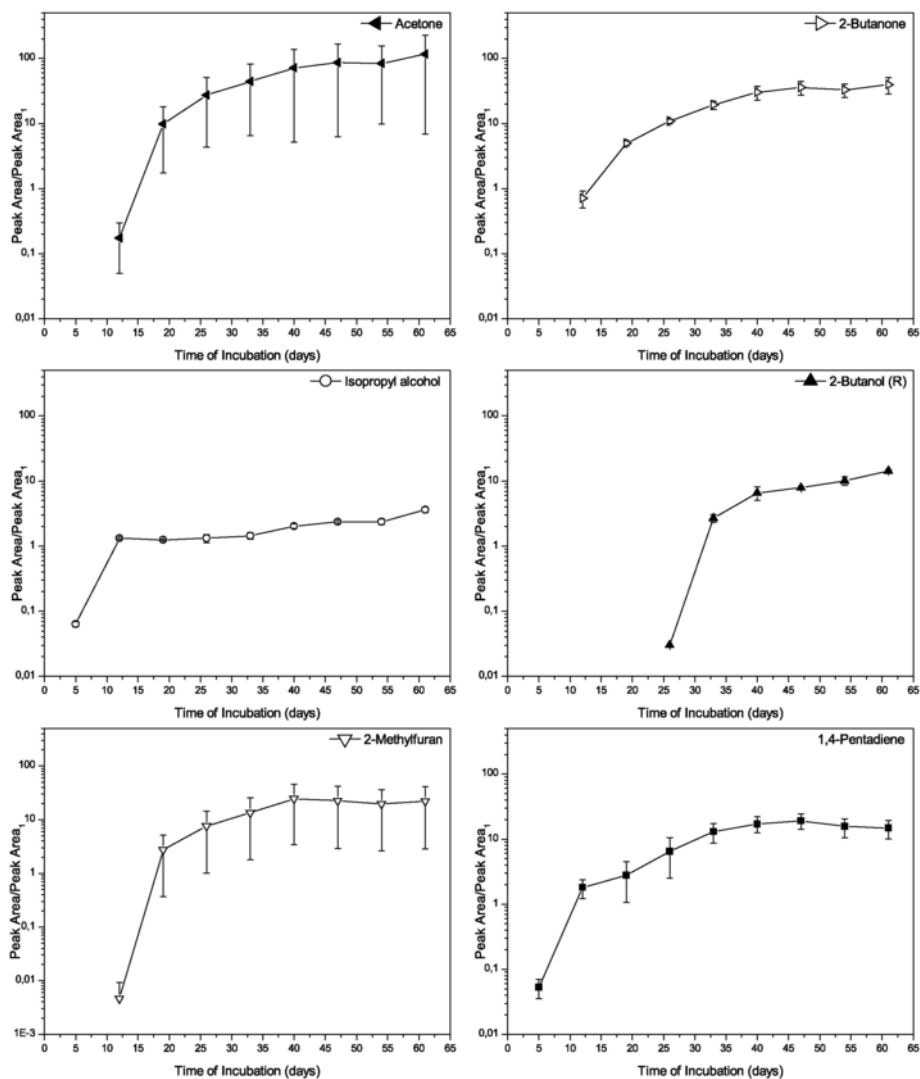 Acetone
100
10
1
0,1
0,01
Peak Area/Peak Area₁
0 5 10 15 20 25 30 35 40 45 50 55 60 65
Time of Incubation (days)
2-Butanone
100
10
1
0,1
0,01
Peak Area/Peak Area₁
0 5 10 15 20 25 30 35 40 45 50 55 60 65
Time of Incubation (days)
Isopropyl alcohol
100
10
1
0,1
0,01
Peak Area/Peak Area₁
0 5 10 15 20 25 30 35 40 45 50 55 60 65
Time of Incubation (days)
2-Butanol (R)
100
10
1
0,1
0,01
Peak Area/Peak Area₁
0 5 10 15 20 25 30 35 40 45 50 55 60 65
Time of Incubation (days)
2-Methylfuran
100
10
1
0,1
0,01
1E-3
Peak Area/Peak Area₁
0 5 10 15 20 25 30 35 40 45 50 55 60 65
Time of Incubation (days)
1,4-Pentadiene
100
10
1
0,1
0,01
Peak Area/Peak Area₁
0 5 10 15 20 25 30 35 40 45 50 55 60 65
Time of Incubation (days)